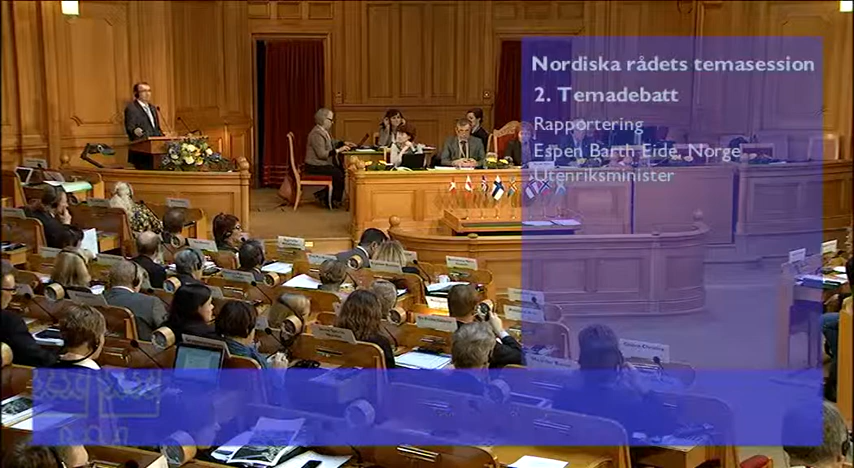 Nordiska rådets temasession
2. Temadebatt
Rapportering
Espen Barth Eide, Norge
Utenriksminister